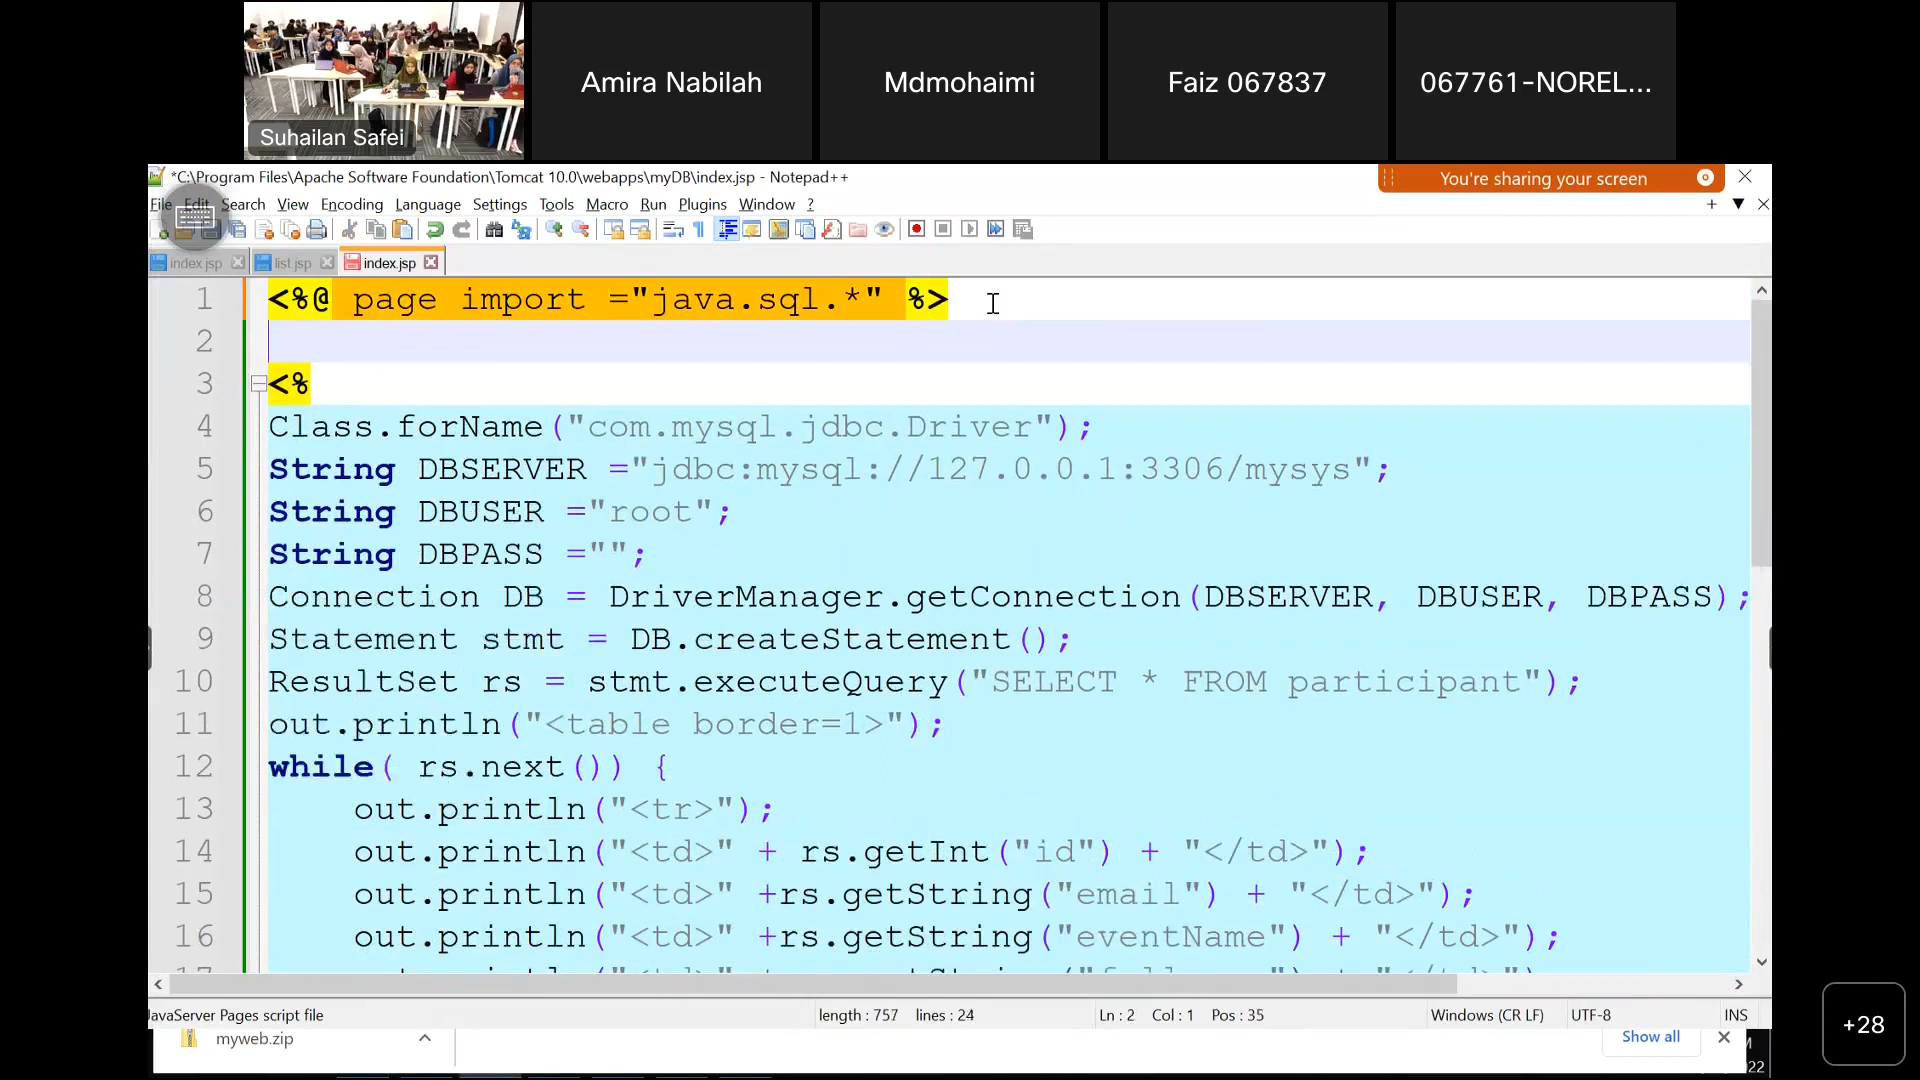 Suhailan Safei
Amira Nabilah
Mdmohaimi
Faiz 067837
067761-NOREL...
*C:\Program Files\Apache Software Foundation\Tomcat 10.0\webapps\myDB\index.jsp - Notepad++
You're sharing your screen
File Edit Search View Encoding Language Settings Tools Macro Run Plugins Window ?
index.jsp list.jsp index.jsp
1 <%@ page import ="java.sql.*" %>
2
3 <%
4 Class.forName("com.mysql.jdbc.Driver");
5 String DBSERVER ="jdbc:mysql://127.0.0.1:3306/mysys";
6 String DBUSER ="root";
7 String DBPASS ="";
8 Connection DB = DriverManager.getConnection(DBSERVER, DBUSER, DBPASS);
9 Statement stmt = DB.createStatement();
10 ResultSet rs = stmt.executeQuery("SELECT * FROM participant");
11 out.println("<table border=1>");
12 while( rs.next()) {
13 out.println("<tr>");
14 out.println("<td>" + rs.getInt("id") + "</td>");
15 out.println("<td>" +rs.getString("email") + "</td>");
16 out.println("<td>" +rs.getString("eventName") + "</td>");
JavaServer Pages script file length : 757 lines : 24 Ln : 2 Col : 1 Pos : 35 Windows (CR LF) UTF-8 INS
myweb.zip
Show all
+28